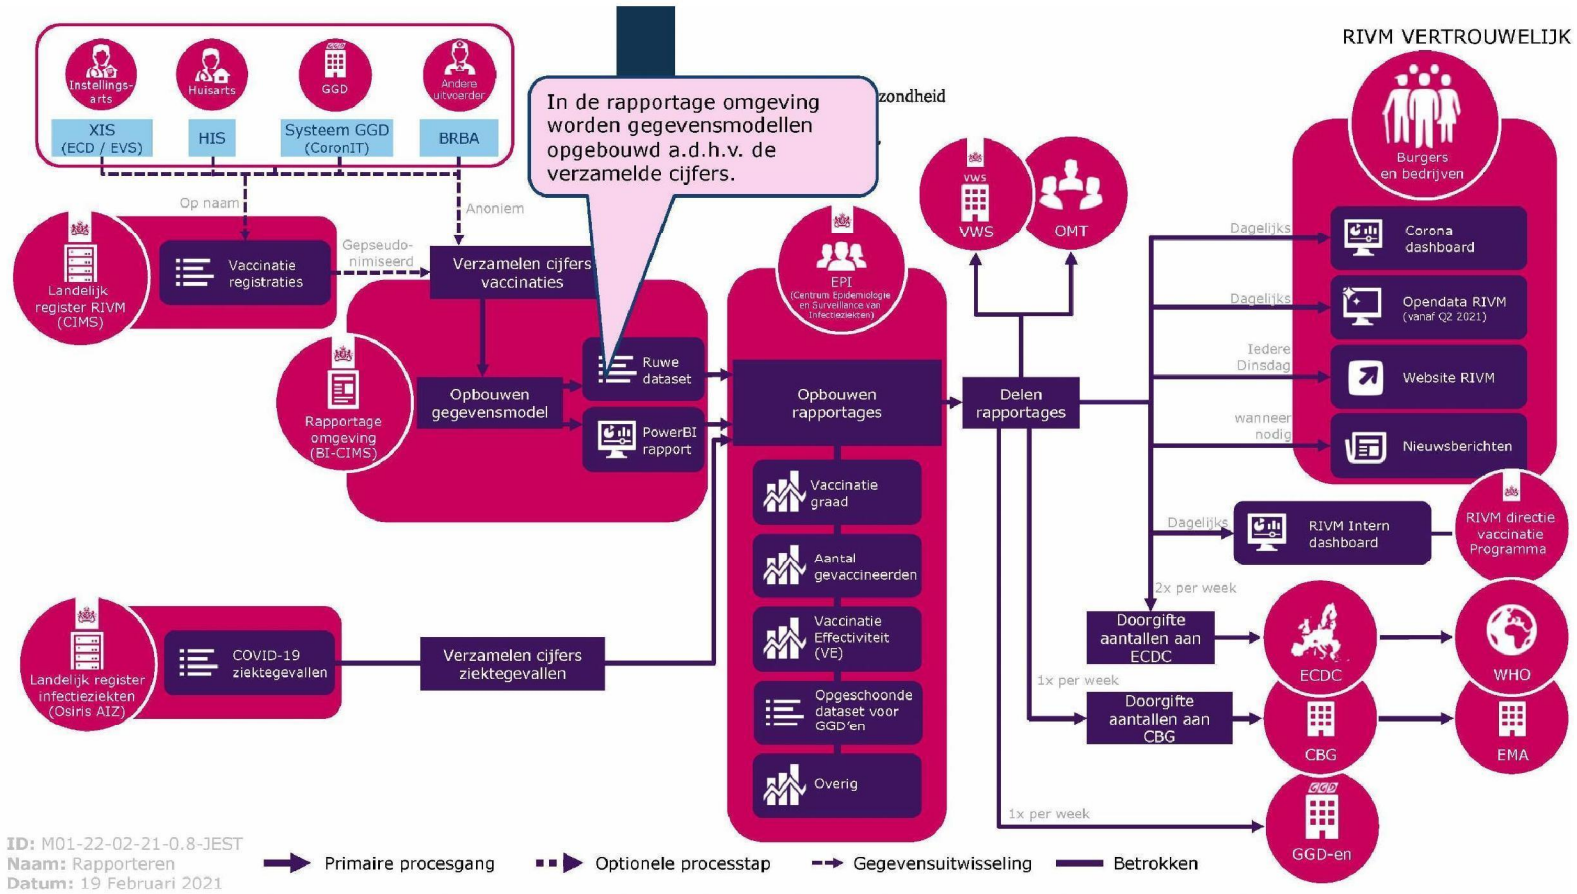 RIVM VERTROUWELIJK
Instellings-
arts
Huisarts
GGD
GGD
Andere
uitvoerder
XIS
(ECD / EVS)
HIS
Systeem GGD
(CoronIT)
BRBA
In de rapportage omgeving
worden gegevensmodellen
opgebouwd a.d.h.v. de
verzamelde cijfers.
zondheid
Op naam
Anoniem
Landelijk
register RIVM
(CIMS)
Vaccinatie
registraties
Gepseudo-
nimiseerd
Verzamelen cijfers
vaccinaties
Rapportage
omgeving
(BI-CIMS)
Opbouwen
gegevensmodel
Ruwe
dataset
PowerBI
rapport
EPI
(Centrum Epidemiologie
en Surveillance van
Infectieziekten)
Opbouwen
rapportages
Vaccinatie
graad
Aantal
gevaccineerden
Vaccinatie
Effectiviteit
(VE)
Opgeschoonde
dataset voor
GGD'en
Overig
Landelijk register
infectieziekten
(Osiris AIZ)
COVID-19
ziektegevallen
Verzamelen cijfers
ziektegevallen
vws
VWS
OMT
Delen
rapportages
Burgers
en bedrijven
Dagelijks
Corona
dashboard
Dagelijks
Opendata RIVM
(vanaf Q2 2021)
Iedere
Dinsdag
Website RIVM
wanneer
nodig
Nieuwsberichten
Dagelijks
RIVM Intern
dashboard
RIVM directie
vaccinatie
Programma
2x per week
Doorgifte
aantallen aan
ECDC
ECDC
WHO
1x per week
Doorgifte
aantallen aan
CBG
CBG
EMA
1x per week
GGD
GGD-en
ID: M01-22-02-21-0.8-JEST
Naam: Rapporteren
Datum: 19 Februari 2021
Primaire procesgang
Optionele processtap
Gegevensuitwisseling
Betrokken